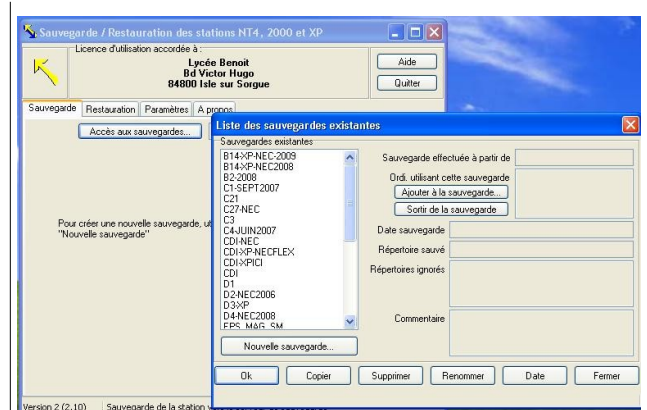 Sauvegarde / Restauration des stations NT4, 2000 et XP
Licence d'utilisation accordée à :
Lycée Benoit
Bd Victor Hugo
84800 Isle sur Sorgue
Aide
Quitter
Sauvegarde
Restauration
Paramètres
A propos
Accès aux sauvegardes...
Pour créer une nouvelle sauvegarde, ut
"Nouvelle sauvegarde"
Version 2 (2.10)
Sauvegarde de la station
Liste des sauvegardes existantes
Sauvegardes existantes
B14-XP-NEC-2009
B14-XP-NEC2008
B2-2008
C1-SEPT2007
C21
C27-NEC
C3
C4-JUIN2007
CDI-NEC
CDI-XP-NECFLEX
CDI-XPICI
CDI
D1
D2-NEC2006
D3-XP
D4-NEC2008
EPS_MAG_SM
Nouvelle sauvegarde...
Sauvegarde effectuée à partir de
Ordi. utilisant cette sauvegarde
Ajouter à la sauvegarde...
Sortir de la sauvegarde
Date sauvegarde
Répertoire sauvé
Répertoires ignorés
Commentaire
Ok
Copier
Supprimer
Renommer
Date
Fermer